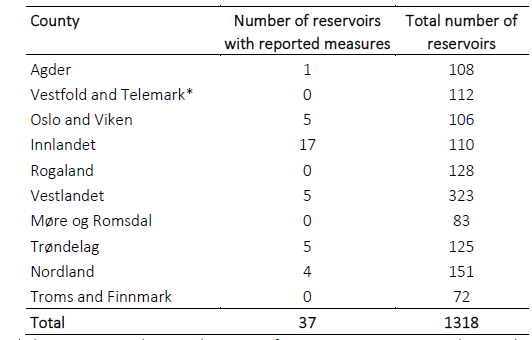 County Number of reservoirs Total number of
with reported measures reservoirs
Agder 1 108
Vestfold and Telemark* 0 112
Oslo and Viken 5 106
Innlandet 17 110
Rogaland 0 128
Vestlandet 5 323
Møre og Romsdal 0 83
Trøndelag 5 125
Nordland 4 151
Troms and Finnmark 0 72
Total 37 1318